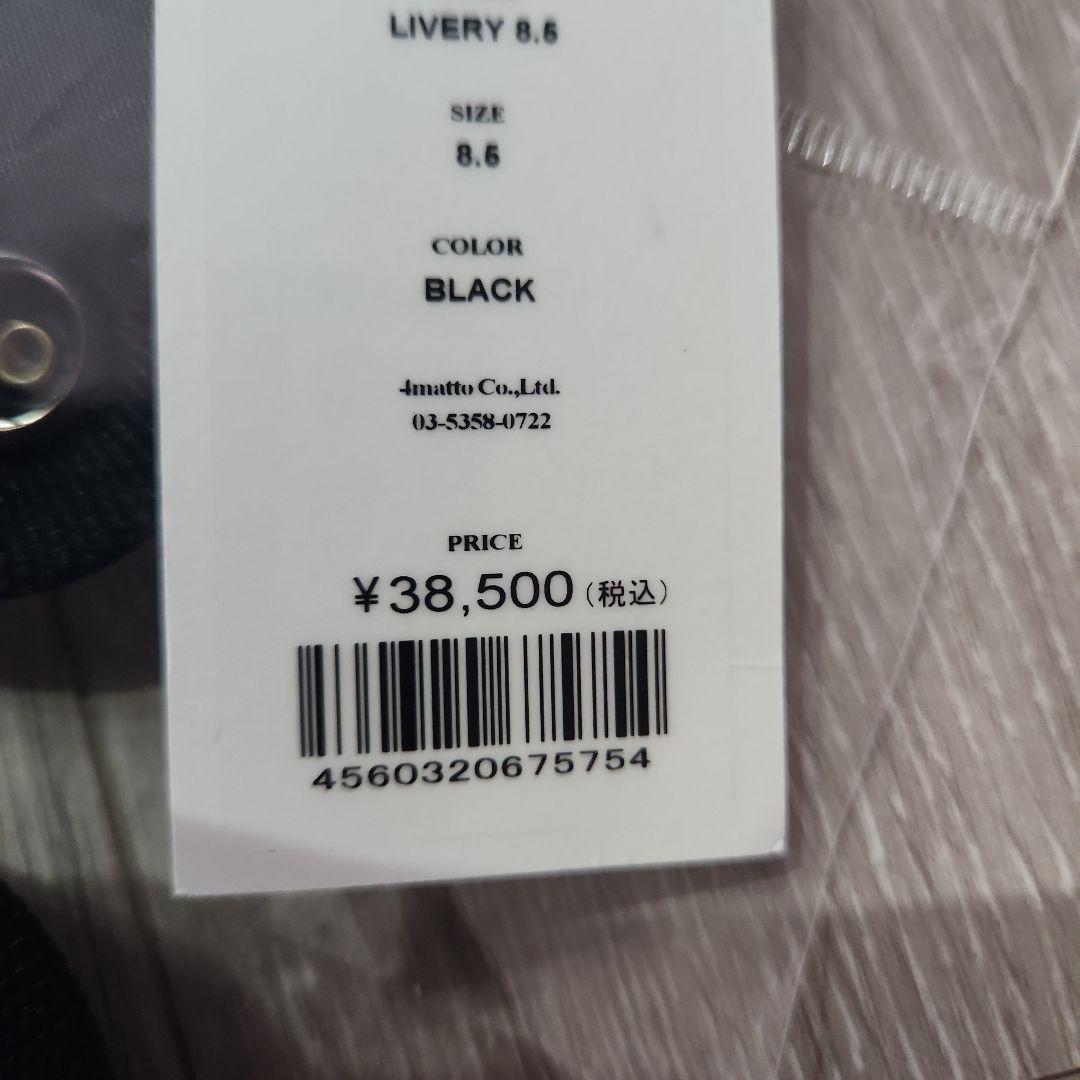 LIVERY 8.5
SIZE
8.5
COLOR
BLACK
4matto Co.,Ltd.
03-5358-0722
PRICE
¥38,500(税込)
4560320675754